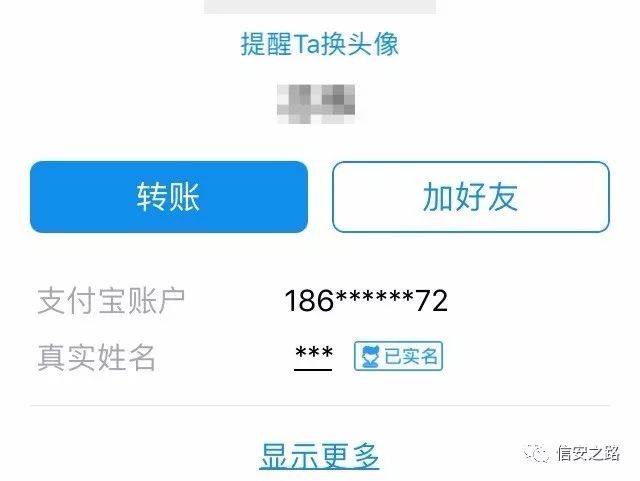 提醒Ta换头像
转账 加好友
支付宝账户 186******72
真实姓名 *** 已实名
显示更多
信安之路